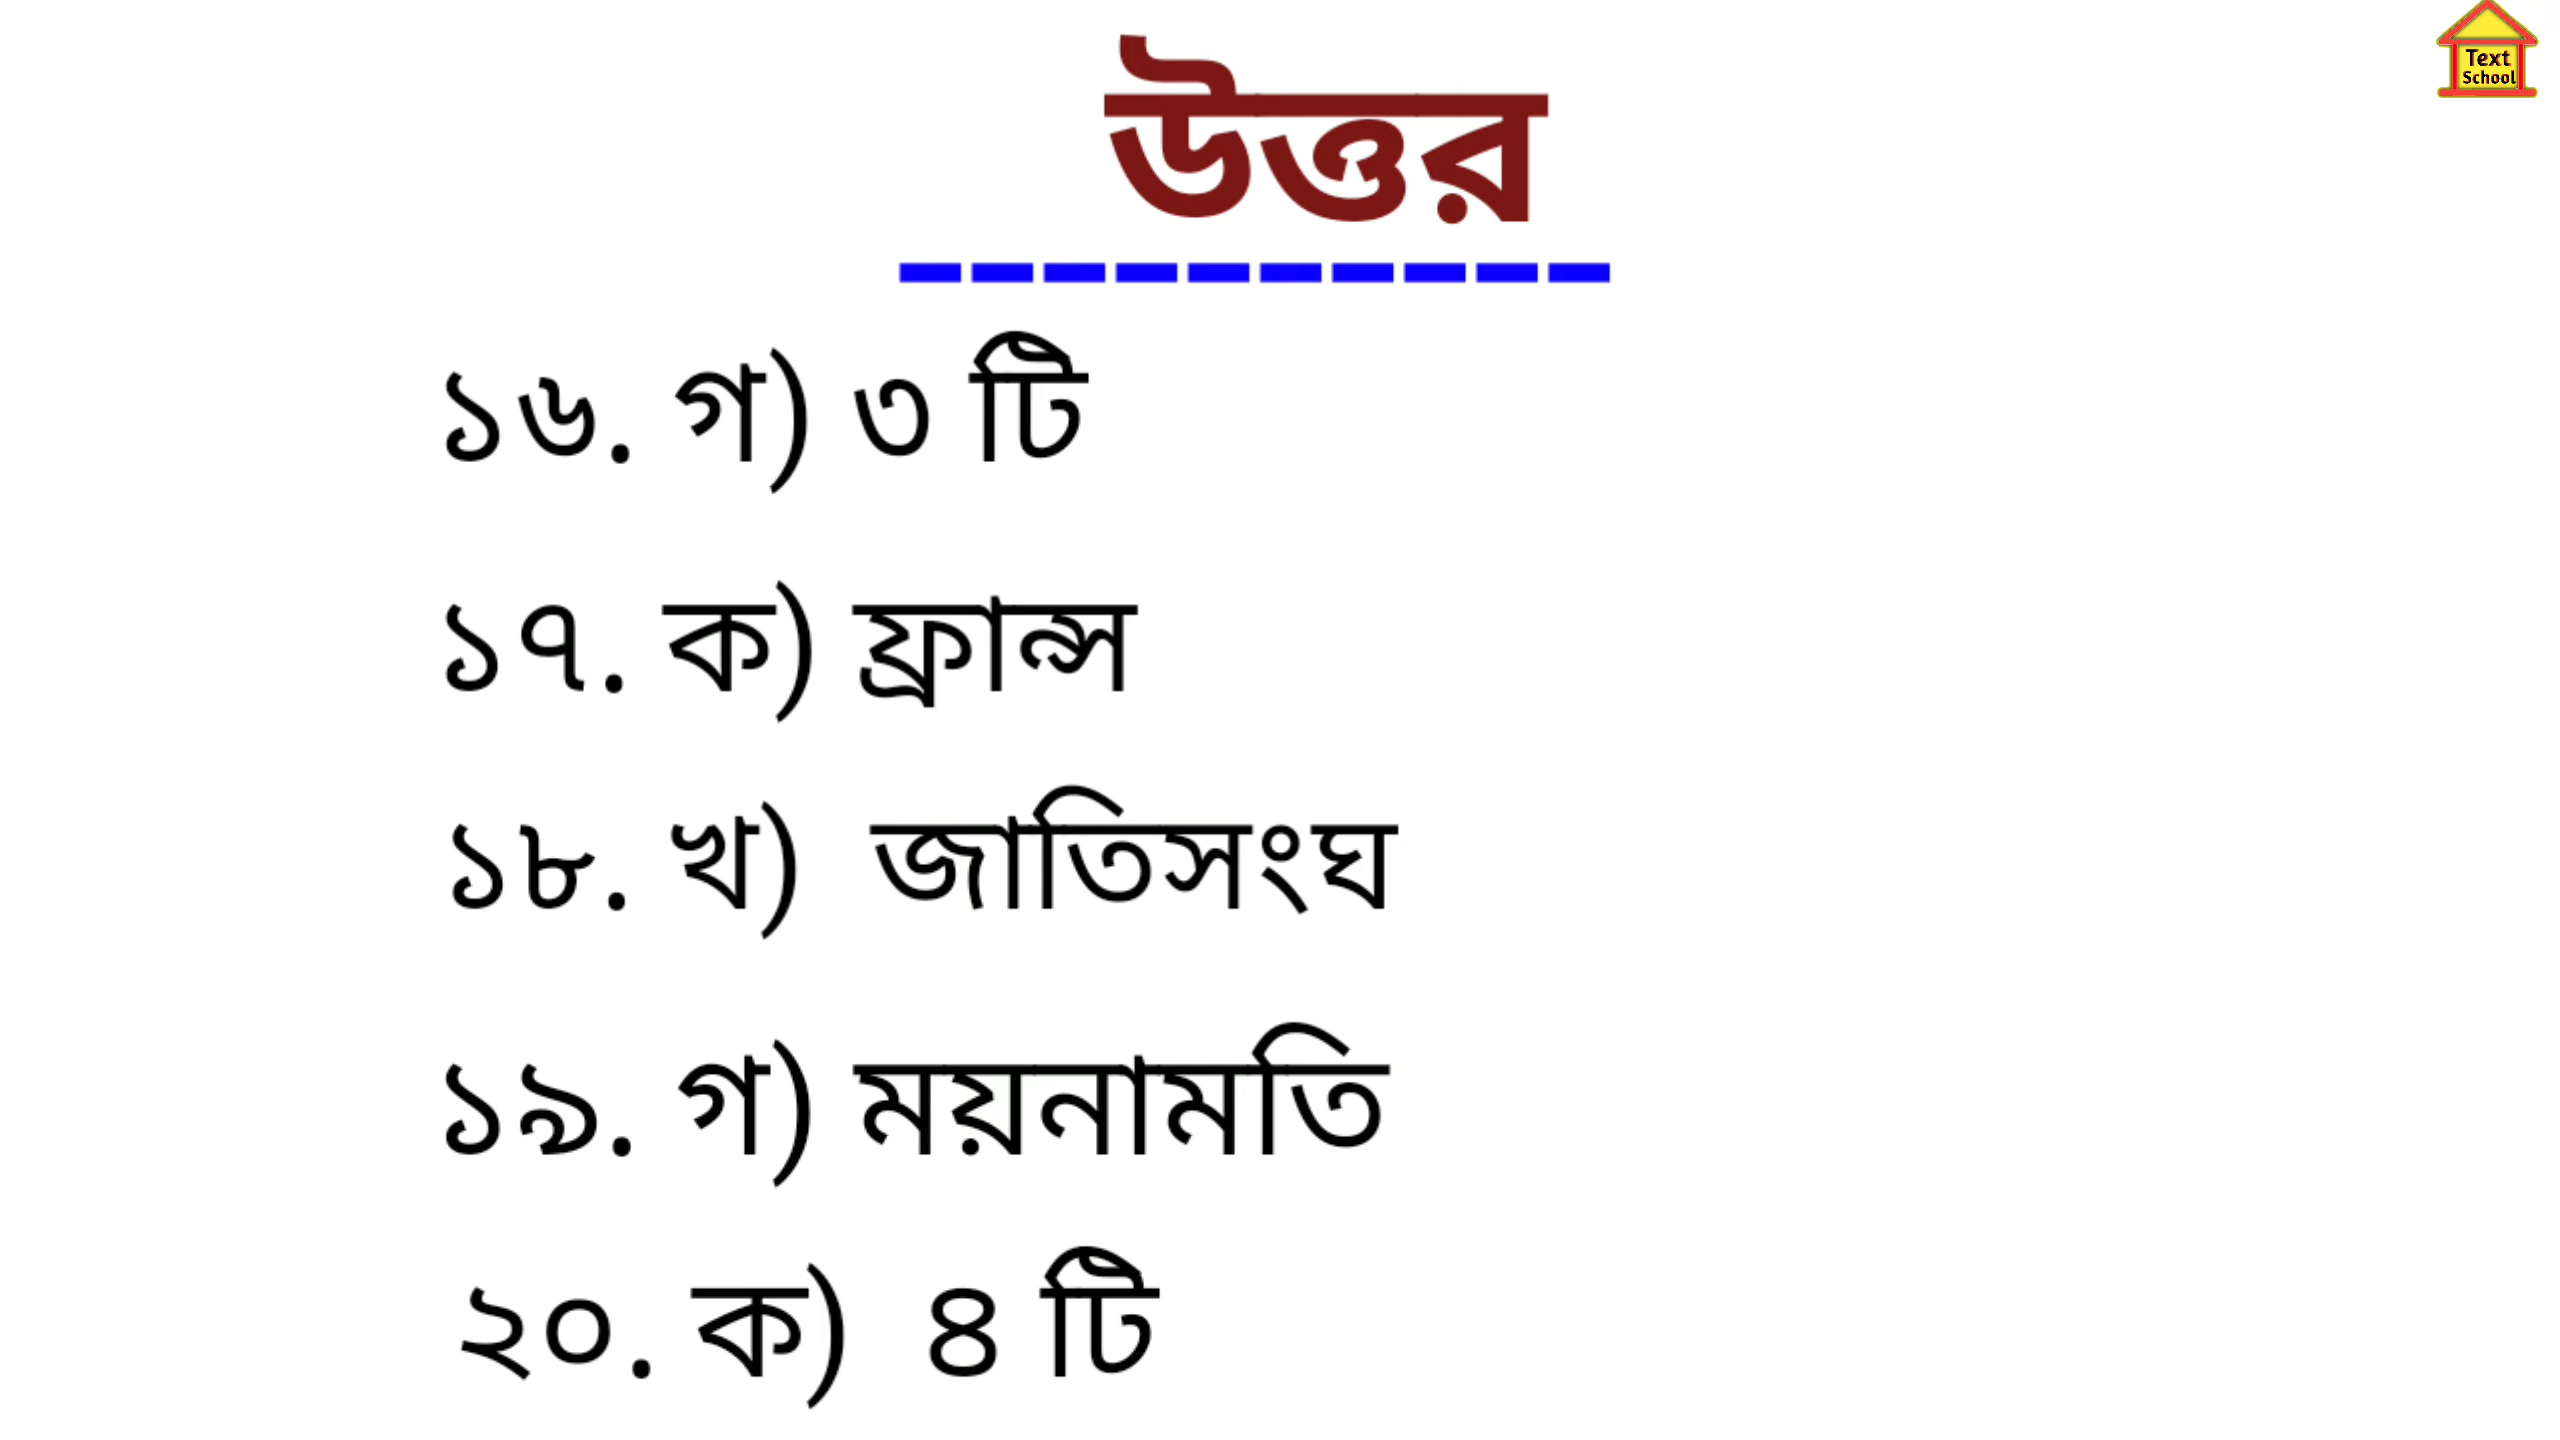 Text
School
উত্তর
----------
১৬. গ) ৩ টি
১৭. ক) ফ্রান্স
১৮. খ) জাতিসংঘ
১৯. গ) ময়নামতি
২০. ক) ৪ টি